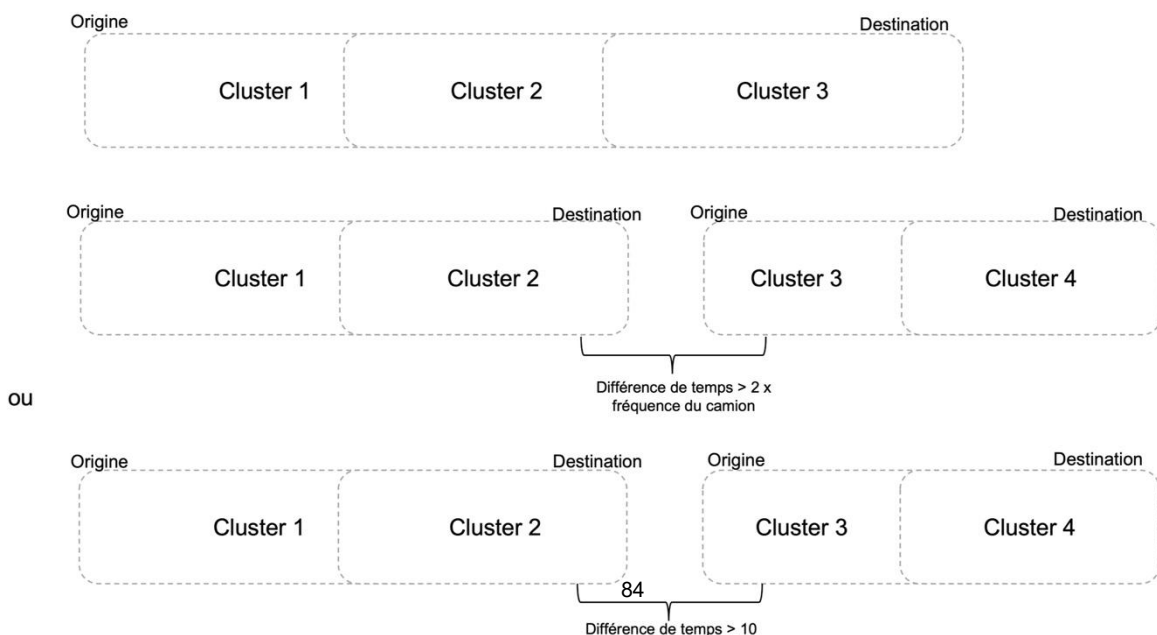 Origine
Destination
Cluster 1
Cluster 2
Cluster 3
Origine
Destination
Origine
Destination
Cluster 1
Cluster 2
Cluster 3
Cluster 4
Différence de temps > 2 x
fréquence du camion
ou
Origine
Destination
Origine
Destination
Cluster 1
Cluster 2
Cluster 3
Cluster 4
84
Différence de temps > 10